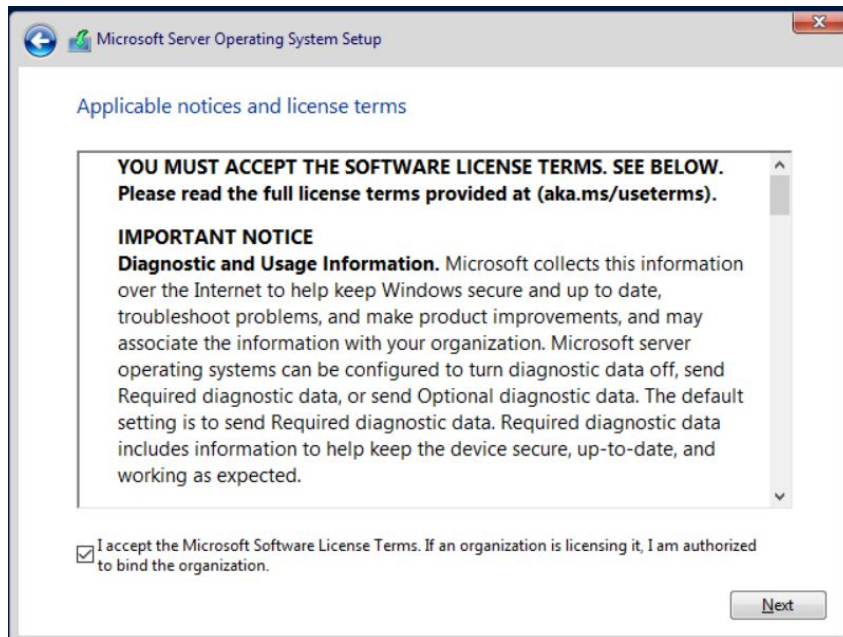 Microsoft Server Operating System Setup
Applicable notices and license terms
YOU MUST ACCEPT THE SOFTWARE LICENSE TERMS. SEE BELOW.
Please read the full license terms provided at (aka.ms/useterms).
IMPORTANT NOTICE
Diagnostic and Usage Information. Microsoft collects this information
over the Internet to help keep Windows secure and up to date,
troubleshoot problems, and make product improvements, and may
associate the information with your organization. Microsoft server
operating systems can be configured to turn diagnostic data off, send
Required diagnostic data, or send Optional diagnostic data. The default
setting is to send Required diagnostic data. Required diagnostic data
includes information to help keep the device secure, up-to-date, and
working as expected.
I accept the Microsoft Software License Terms. If an organization is licensing it, I am authorized
to bind the organization.
Next